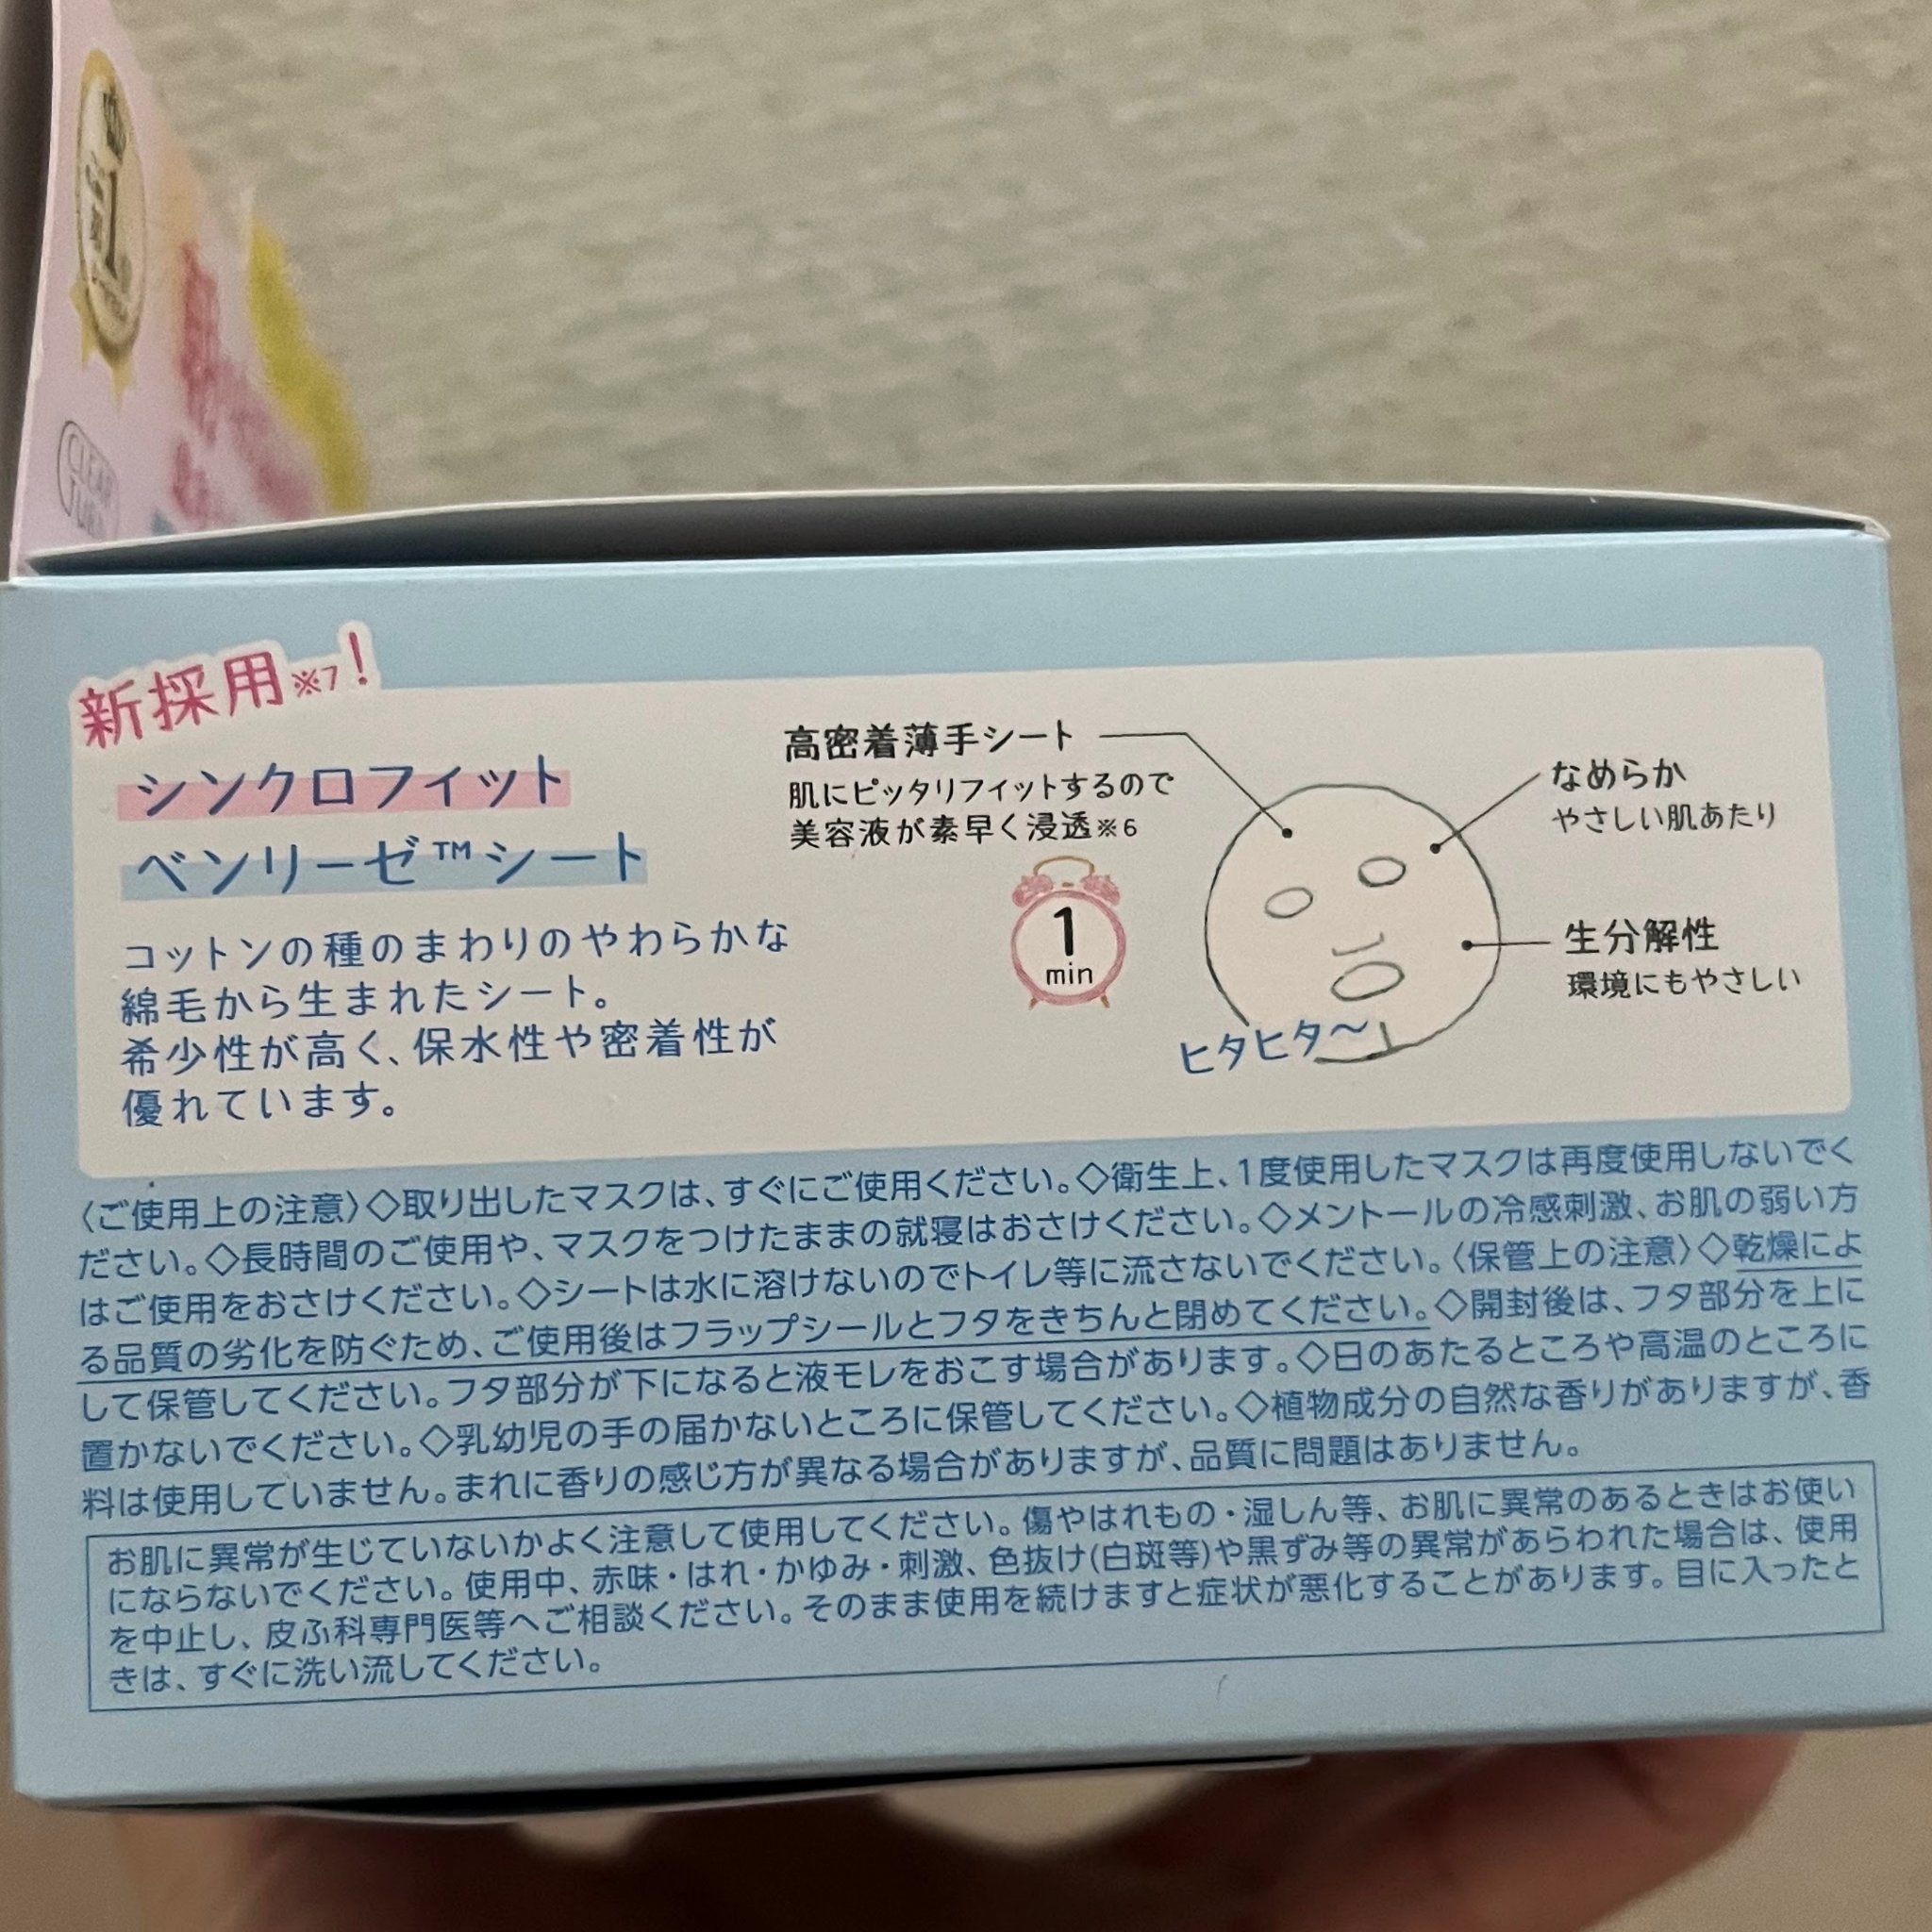 CLEAR
TURN
新採用※7!
シンクロフィット
ベンリーゼ™シート
コットンの種のまわりのやわらかな
綿毛から生まれたシート。
希少性が高く、保水性や密着性が
優れています。
高密着薄手シート
肌にピッタリフィットするので
美容液が素早く浸透※6
1
min
なめらか
やさしい肌あたり
生分解性
環境にもやさしい
ヒタヒタ～
〈ご使用上の注意〉◇取り出したマスクは、すぐにご使用ください。◇衛生上、1度使用したマスクは再度使用しないでく
ださい。◇長時間のご使用や、マスクをつけたままの就寝はおさけください。◇メントールの冷感刺激、お肌の弱い方
はご使用をおさけください。◇シートは水に溶けないのでトイレ等に流さないでください。〈保管上の注意〉◇乾燥によ
る品質の劣化を防ぐため、ご使用後はフラップシールとフタをきちんと閉めてください。◇開封後は、フタ部分を上に
して保管してください。フタ部分が下になると液モレをおこす場合があります。◇日のあたるところや高温のところに
置かないでください。◇乳幼児の手の届かないところに保管してください。◇植物成分の自然な香りがありますが、香
料は使用していません。まれに香りの感じ方が異なる場合がありますが、品質に問題はありません。
お肌に異常が生じていないかよく注意して使用してください。傷やはれもの・湿しん等、お肌に異常のあるときはお使い
にならないでください。使用中、赤味・はれ・かゆみ・刺激、色抜け(白斑等)や黒ずみ等の異常があらわれた場合は、使用
を中止し、皮ふ科専門医等へご相談ください。そのまま使用を続けますと症状が悪化することがあります。目に入ったと
きは、すぐに洗い流してください。